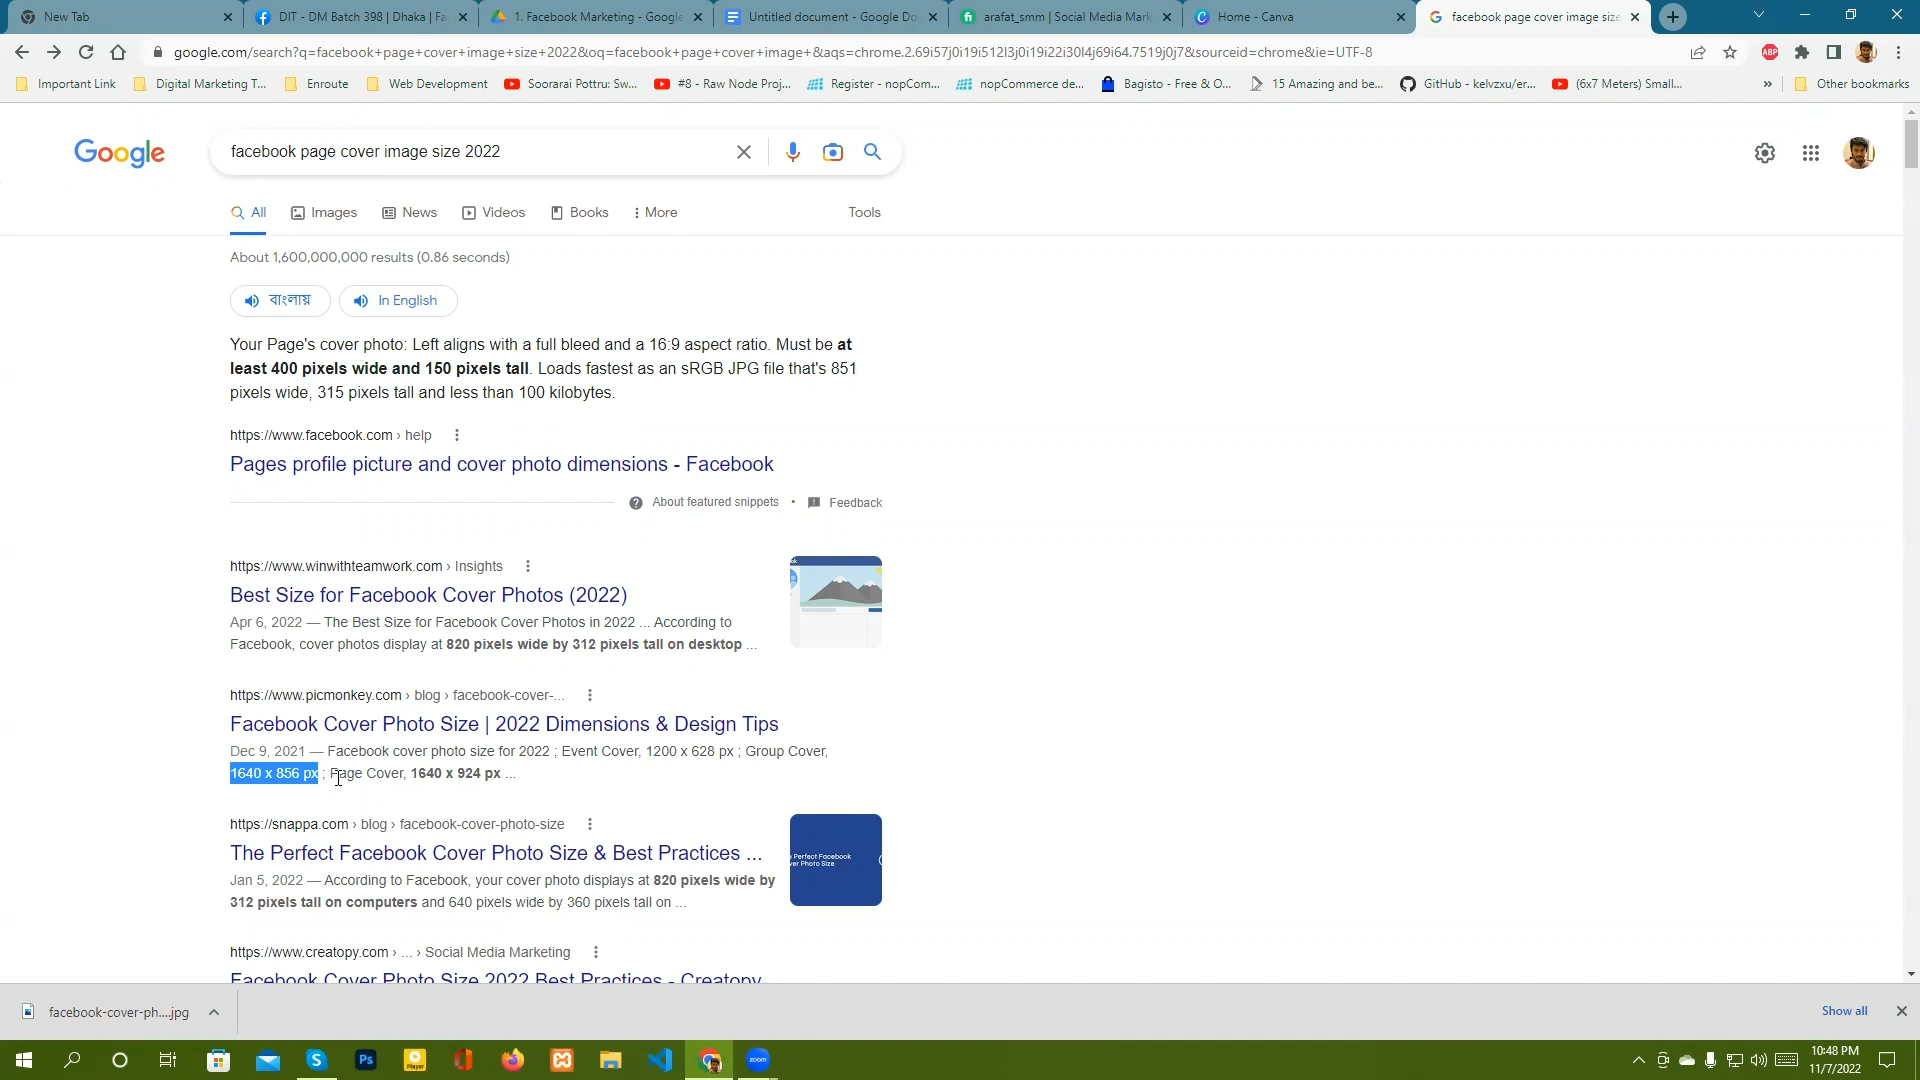 New Tab
DIT - DM Batch 398 | Dhaka | Fa
1. Facebook Marketing - Google
Untitled document - Google Do
arafat_smm | Social Media Mark
Home - Canva
facebook page cover image size
google.com/search?q=facebook+page+cover+image+size+2022&oq=facebook+page+cover+image+&aqs=chrome.2.69i57j0i19i512l3j0i19i22i30l4j69i64.7519j0j7&sourceid=chrome&ie=UTF-8
ABP
Important Link
Digital Marketing T...
Enroute
Web Development
Soorarai Pottru: Sw...
#8 - Raw Node Proj...
Register - nopCom...
nopCommerce de...
Bagisto - Free & O...
15 Amazing and be...
GitHub - kelvzxu/er...
(6x7 Meters) Small...
»
Other bookmarks
Google
facebook page cover image size 2022
All
Images
News
Videos
Books
More
Tools
About 1,600,000,000 results (0.86 seconds)
বাংলায়
In English
Your Page's cover photo: Left aligns with a full bleed and a 16:9 aspect ratio. Must be at
least 400 pixels wide and 150 pixels tall. Loads fastest as an sRGB JPG file that's 851
pixels wide, 315 pixels tall and less than 100 kilobytes.
https://www.facebook.com › help
Pages profile picture and cover photo dimensions - Facebook
About featured snippets • Feedback
https://www.winwithteamwork.com › Insights
Best Size for Facebook Cover Photos (2022)
Apr 6, 2022 — The Best Size for Facebook Cover Photos in 2022 ... According to
Facebook, cover photos display at 820 pixels wide by 312 pixels tall on desktop ...
https://www.picmonkey.com › blog › facebook-cover-...
Facebook Cover Photo Size | 2022 Dimensions & Design Tips
Dec 9, 2021 — Facebook cover photo size for 2022 ; Event Cover, 1200 x 628 px ; Group Cover,
1640 x 856 px ; Page Cover, 1640 x 924 px ...
https://snappa.com › blog › facebook-cover-photo-size
The Perfect Facebook Cover Photo Size & Best Practices ...
Jan 5, 2022 — According to Facebook, your cover photo displays at 820 pixels wide by
312 pixels tall on computers and 640 pixels wide by 360 pixels tall on ...
Perfect Facebook
ver Photo Size
https://www.creatopy.com › ... › Social Media Marketing
Facebook Cover Photo Size 2022 Best Practices - Creatopy
facebook-cover-ph....jpg
Show all
Ps
Player
zoom
10:48 PM
11/7/2022